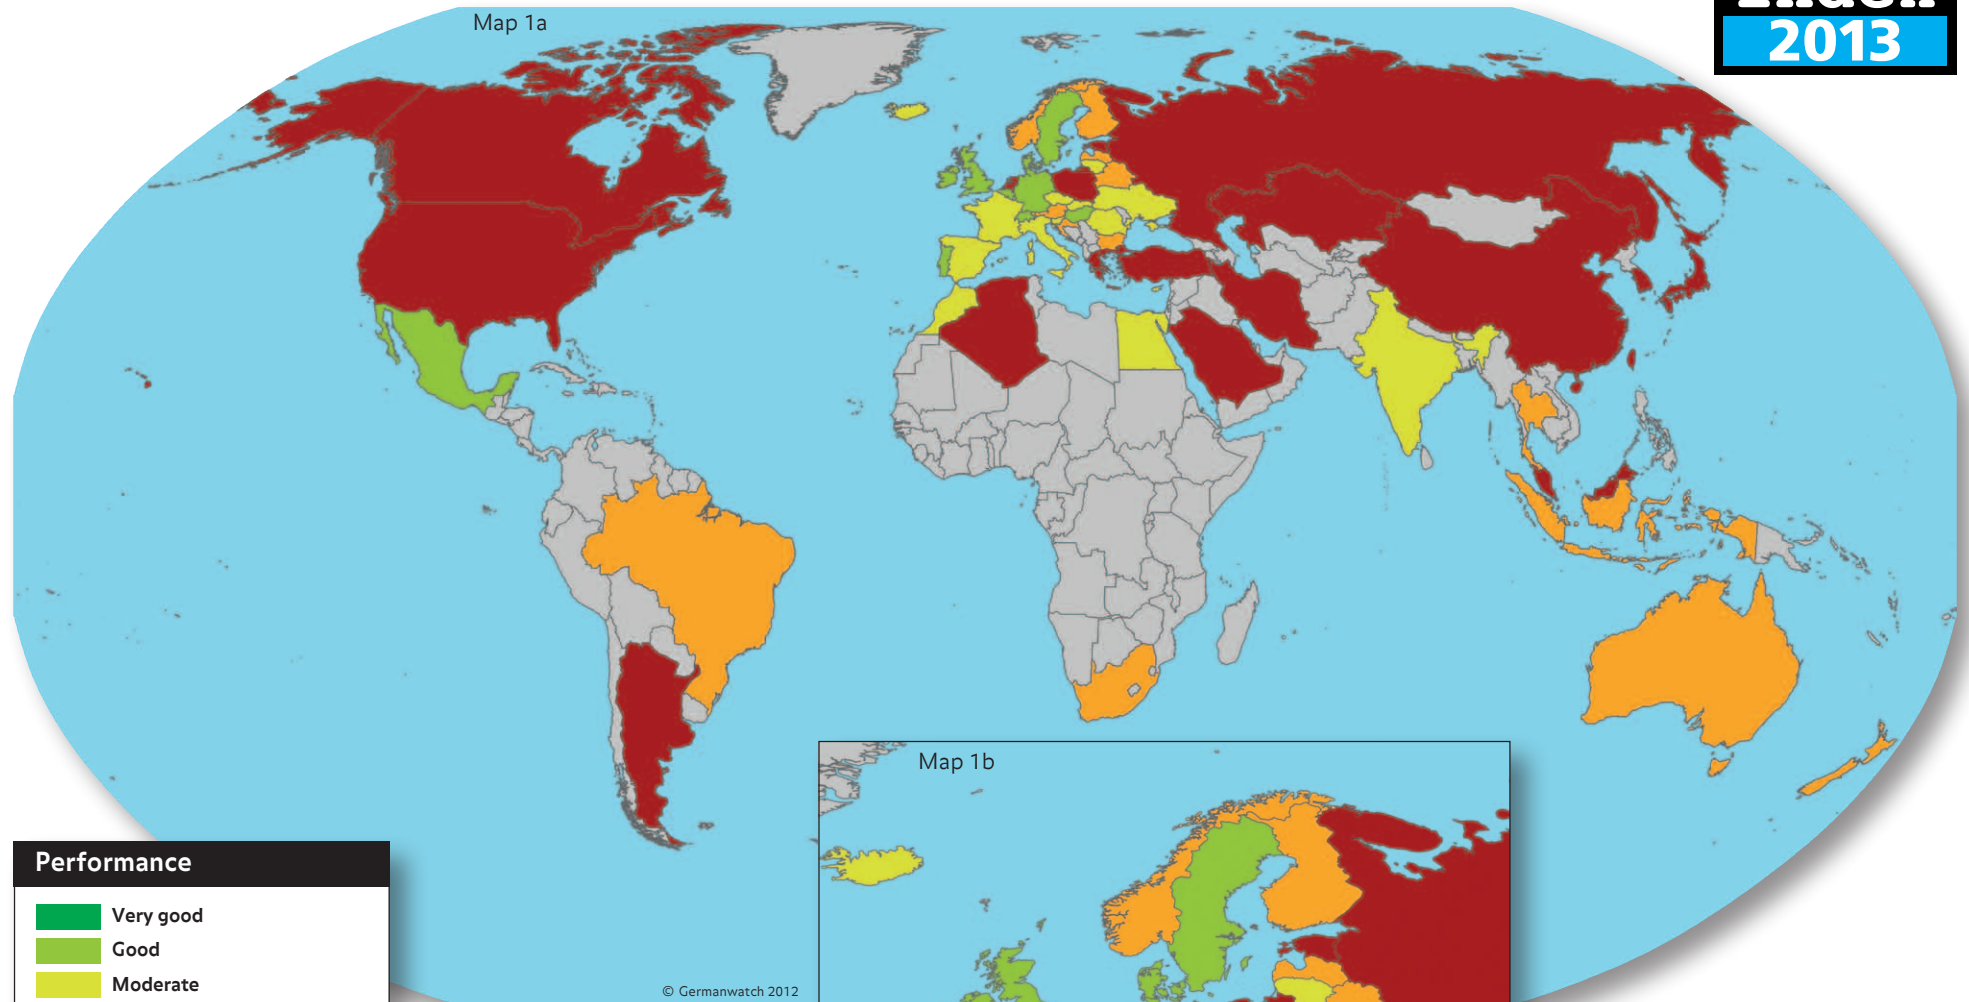 Map 1a
2013
Map 1b
Performance
Very good
Good
Moderate
© Germanwatch 2012